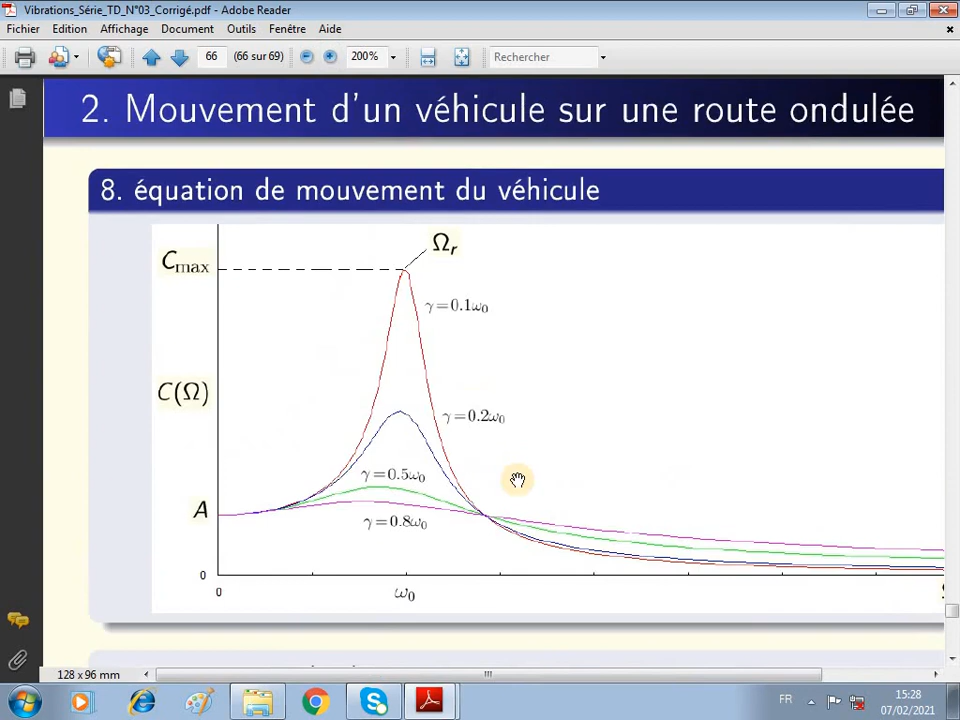 Vibrations_Série_TD_N°03_Corrigé.pdf - Adobe Reader
Fichier Edition Affichage Document Outils Fenêtre Aide
66 (66 sur 69) 200% Rechercher
2. Mouvement d'un véhicule sur une route ondulée
8. équation de mouvement du véhicule
Ωr
Cmax
γ=0.1ω0
C(Ω)
γ=0.2ω0
γ=0.5ω0
A
γ=0.8ω0
0
0
ω0
128 x 96 mm
FR
15:28
07/02/2021